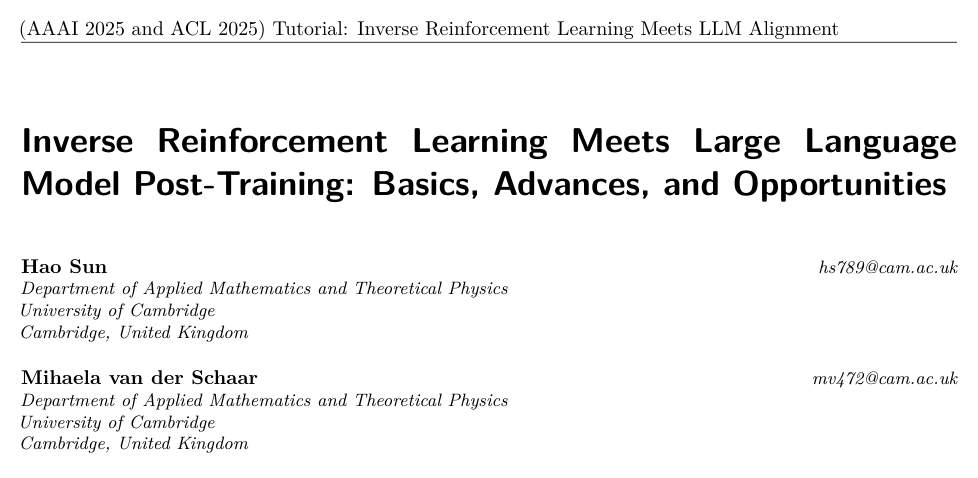 (AAAI 2025 and ACL 2025) Tutorial: Inverse Reinforcement Learning Meets LLM Alignment
Inverse Reinforcement Learning Meets Large Language
Model Post-Training: Basics, Advances, and Opportunities
Hao Sun hs789@cam.ac.uk
Department of Applied Mathematics and Theoretical Physics
University of Cambridge
Cambridge, United Kingdom
Mihaela van der Schaar mv472@cam.ac.uk
Department of Applied Mathematics and Theoretical Physics
University of Cambridge
Cambridge, United Kingdom